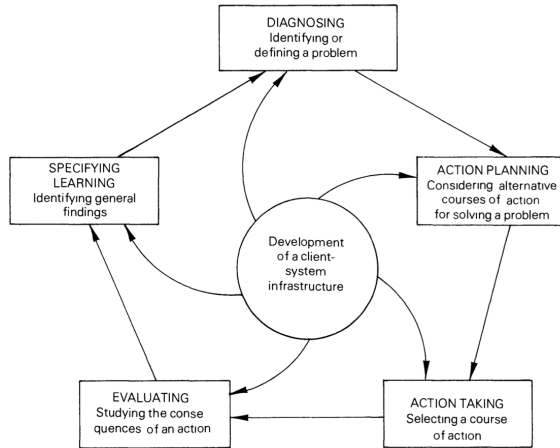 DIAGNOSING
Identifying or
defining a problem
SPECIFYING
LEARNING
Identifying general
findings
ACTION PLANNING
Considering alternative
courses of action
for solving a problem
Development
of a client-
system
infrastructure
EVALUATING
Studying the conse
quences of an action
ACTION TAKING
Selecting a course
of action